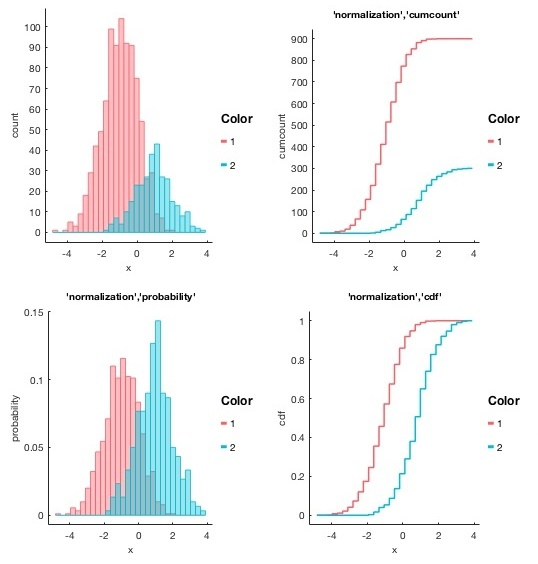 100
90
80
70
60
50
40
30
20
10
0
count
-4 -2 0 2 4
x
Color
1
2
'normalization','cumcount'
900
800
700
600
500
400
300
200
100
0
cumcount
-4 -2 0 2 4
x
Color
1
2
'normalization','probability'
0.15
0.1
0.05
0
probability
-4 -2 0 2 4
x
Color
1
2
'normalization','cdf'
1
0.8
0.6
0.4
0.2
0
cdf
-4 -2 0 2 4
x
Color
1
2